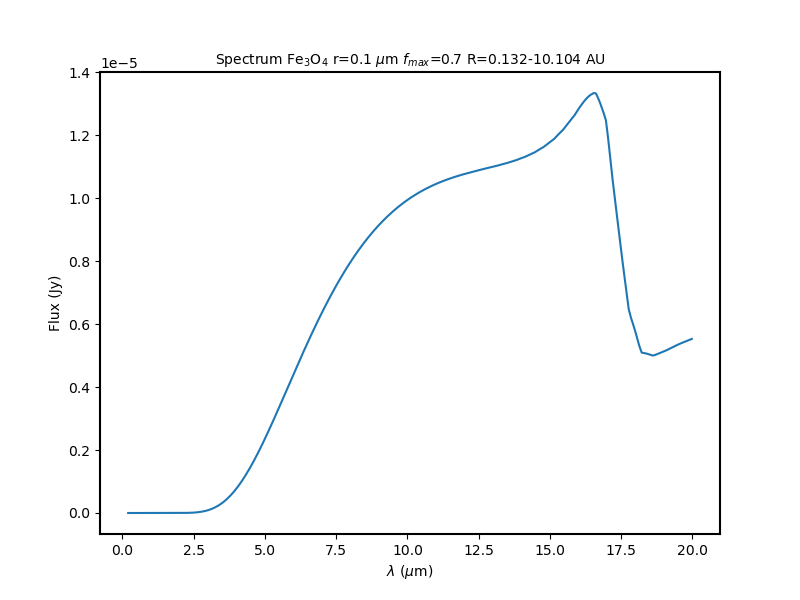 Spectrum Fe₃O₄ r=0.1 μm f_max=0.7 R=0.132-10.104 AU
1e−5
1.4
1.2
1.0
0.8
0.6
0.4
0.2
0.0
Flux (Jy)
0.0 2.5 5.0 7.5 10.0 12.5 15.0 17.5 20.0
λ (μm)